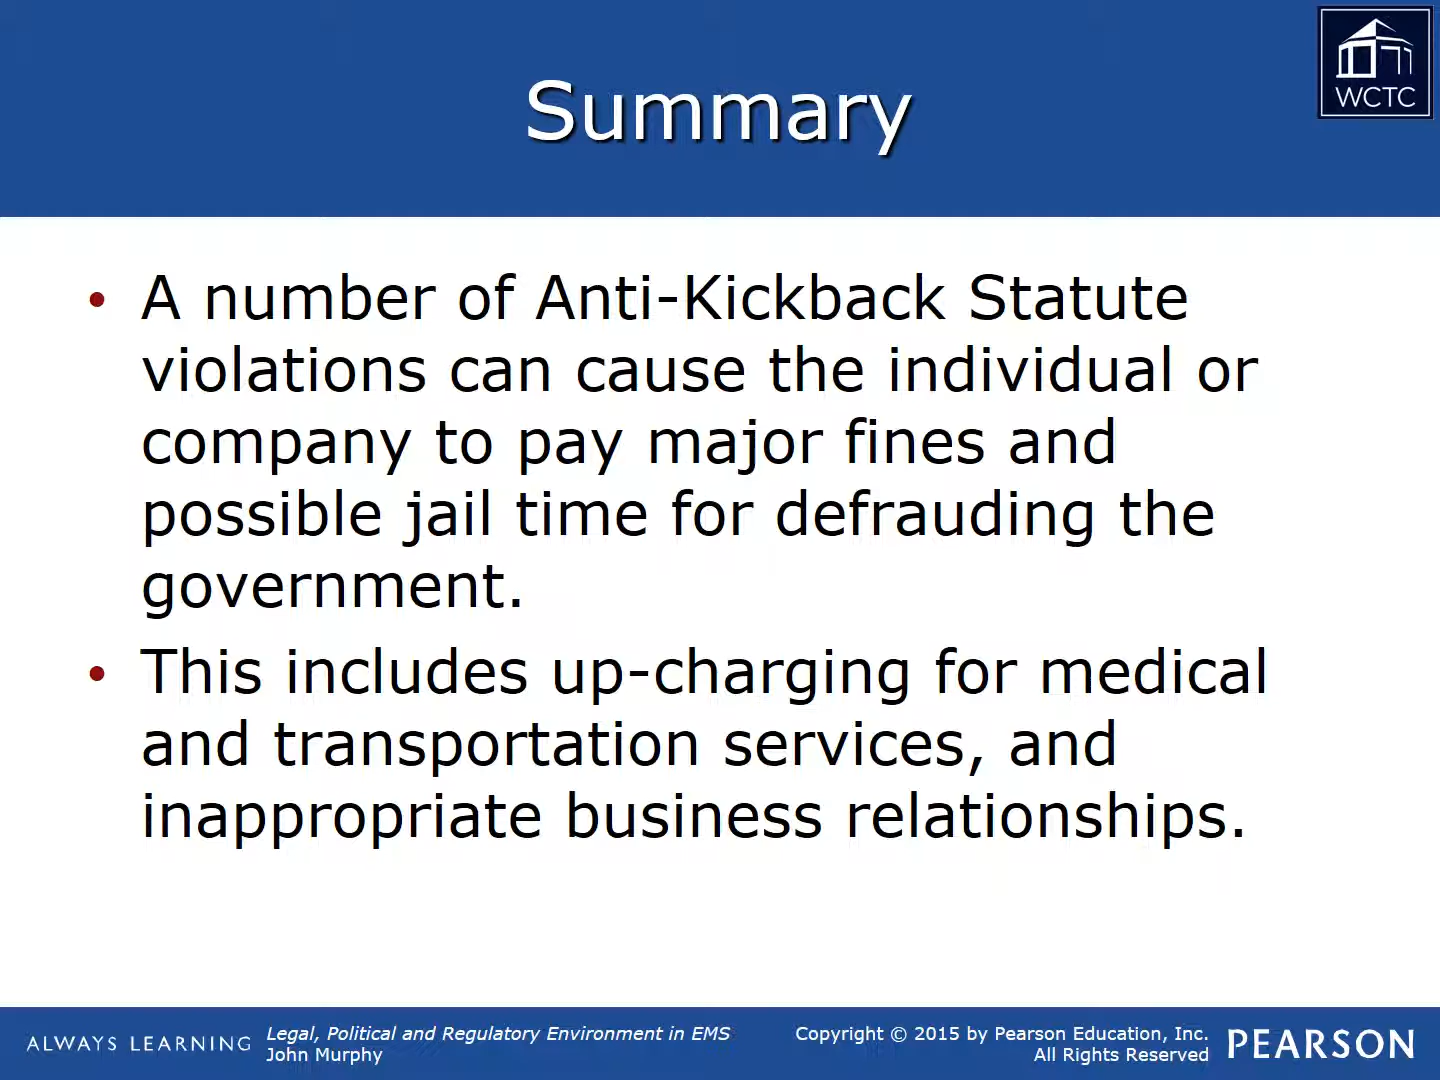 WCTC
Summary
• A number of Anti-Kickback Statute
violations can cause the individual or
company to pay major fines and
possible jail time for defrauding the
government.
• This includes up-charging for medical
and transportation services, and
inappropriate business relationships.
ALWAYS LEARNING
Legal, Political and Regulatory Environment in EMS
John Murphy
Copyright © 2015 by Pearson Education, Inc.
All Rights Reserved
PEARSON